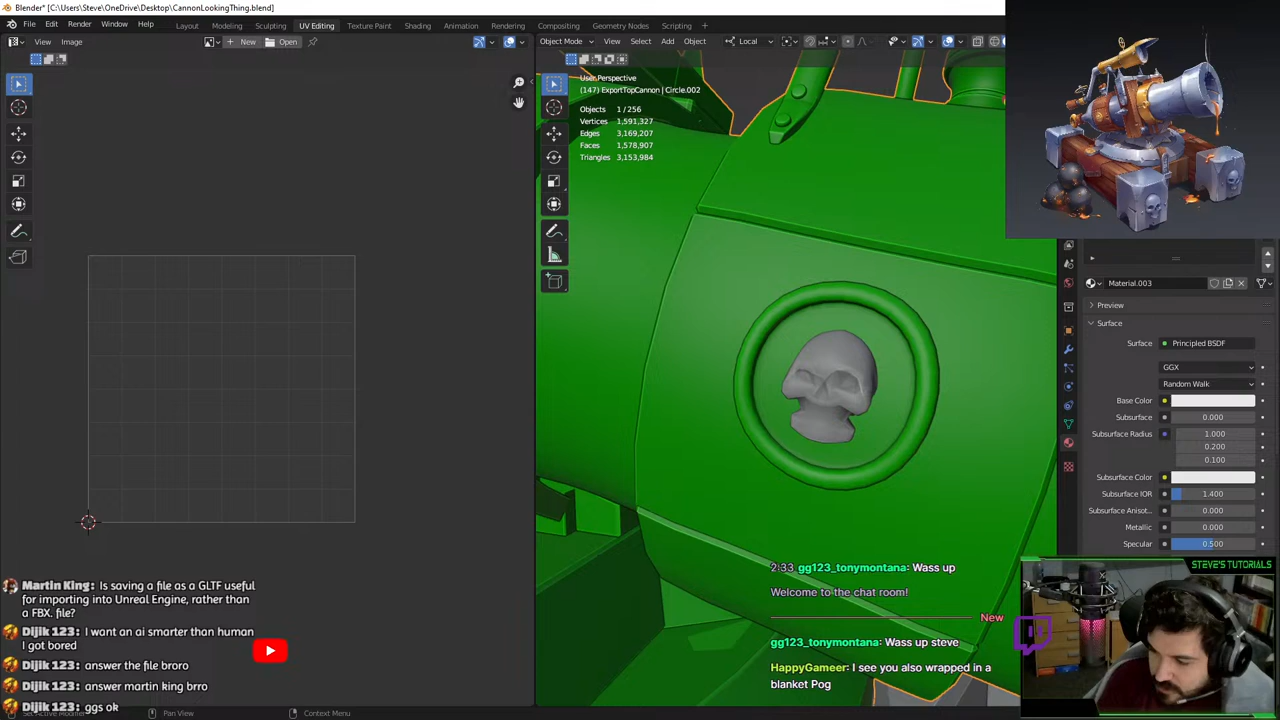 Blender* [C:\Users\Steve\OneDrive\Desktop\CannonLookingThing.blend]
File Edit Render Window Help Layout Modeling Sculpting UV Editing Texture Paint Shading Animation Rendering Compositing Geometry Nodes Scripting
View Image New Open
Object Mode View Select Add Object Local
User Perspective
(147) ExportTopCannon | Circle.002
Objects 1 / 256
Vertices 1,591,327
Edges 3,169,207
Faces 1,578,907
Triangles 3,153,984
Material.003
Preview
Surface
Surface Principled BSDF
GGX
Random Walk
Base Color
Subsurface 0.000
Subsurface Radius 1.000
0.200
0.100
Subsurface Color
Subsurface IOR 1.400
Subsurface Anisot... 0.000
Metallic 0.000
Specular 0.500
STEVE'S TUTORIALS
Martin King: Is saving a file as a GLTF useful
for importing into Unreal Engine, rather than
a FBX. file?
Dijik 123: I want an ai smarter than human
I got bored
Dijik 123: answer the file broro
Dijik 123: answer martin king brro
Dijik 123: ggs ok
2:33 gg123_tonymontana: Wass up
Welcome to the chat room!
New
gg123_tonymontana: Wass up steve
HappyGameer: I see you also wrapped in a
blanket Pog
Pan View
Context Menu